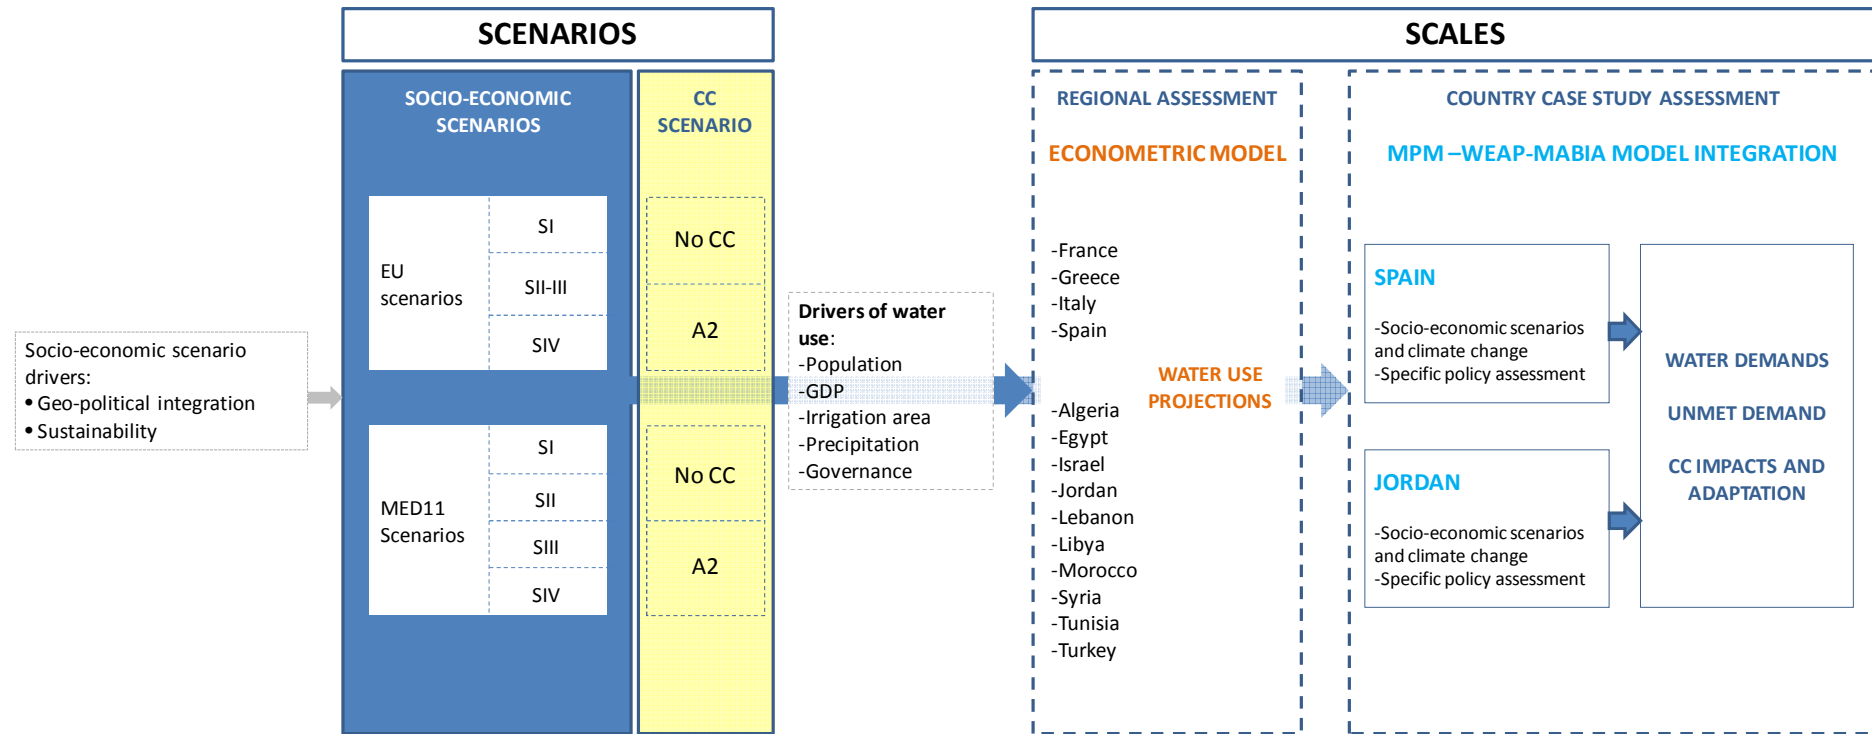 SCENARIOS
SCALES
Socio-economic scenario
drivers:
• Geo-political integration
• Sustainability
SOCIO-ECONOMIC
SCENARIOS
EU
scenarios
SI
SII-III
SIV
MED11
Scenarios
SI
SII
SIII
SIV
CC
SCENARIO
No CC
A2
No CC
A2
Drivers of water
use:
-Population
-GDP
-Irrigation area
-Precipitation
-Governance
REGIONAL ASSESSMENT
ECONOMETRIC MODEL
-France
-Greece
-Italy
-Spain
-Algeria
-Egypt
-Israel
-Jordan
-Lebanon
-Libya
-Morocco
-Syria
-Tunisia
-Turkey
WATER USE
PROJECTIONS
COUNTRY CASE STUDY ASSESSMENT
MPM –WEAP-MABIA MODEL INTEGRATION
SPAIN
-Socio-economic scenarios
and climate change
-Specific policy assessment
JORDAN
-Socio-economic scenarios
and climate change
-Specific policy assessment
WATER DEMANDS
UNMET DEMAND
CC IMPACTS AND
ADAPTATION